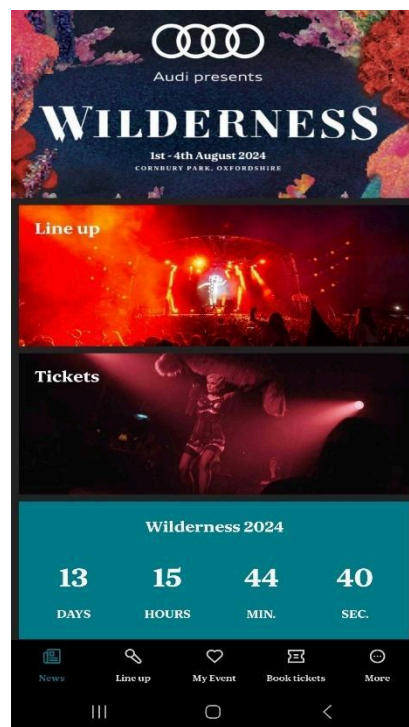 Audi presents
WILDERNESS
1st - 4th August 2024
CORNBURY PARK, OXFORDSHIRE
Line up
Tickets
Wilderness 2024
13 15 44 40
DAYS HOURS MIN. SEC.
News Line up My Event Book tickets More